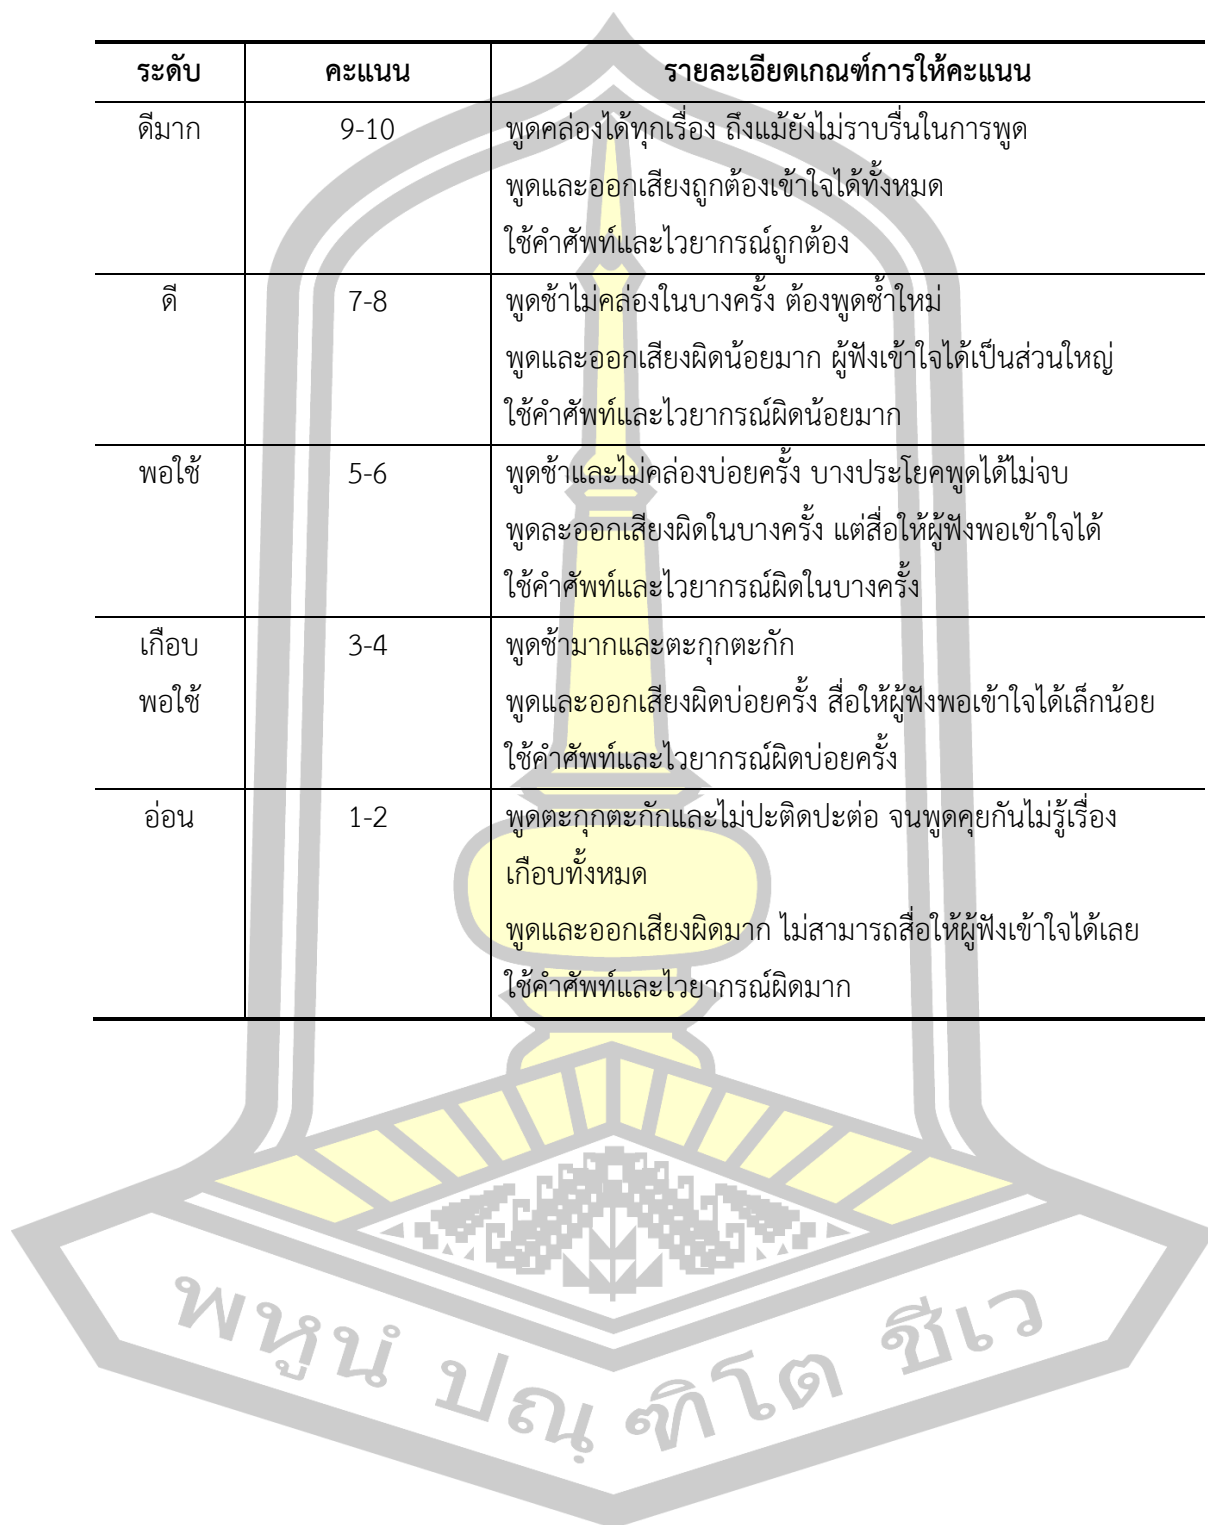 ระดับ คะแนน รายละเอียดเกณฑ์การให้คะแนน
ดีมาก 9-10 พูดคล่องได้ทุกเรื่อง ถึงแม้ยังไม่ราบรื่นในการพูด
พูดและออกเสียงถูกต้องเข้าใจได้ทั้งหมด
ใช้คำศัพท์และไวยากรณ์ถูกต้อง
ดี 7-8 พูดช้าไม่คล่องในบางครั้ง ต้องพูดซ้ำใหม่
พูดและออกเสียงผิดน้อยมาก ผู้ฟังเข้าใจได้เป็นส่วนใหญ่
ใช้คำศัพท์และไวยากรณ์ผิดน้อยมาก
พอใช้ 5-6 พูดช้าและไม่คล่องบ่อยครั้ง บางประโยคพูดได้ไม่จบ
พูดละออกเสียงผิดในบางครั้ง แต่สื่อให้ผู้ฟังพอเข้าใจได้
ใช้คำศัพท์และไวยากรณ์ผิดในบางครั้ง
เกือบ 3-4 พูดช้ามากและตะกุกตะกัก
พอใช้ พูดและออกเสียงผิดบ่อยครั้ง สื่อให้ผู้ฟังพอเข้าใจได้เล็กน้อย
ใช้คำศัพท์และไวยากรณ์ผิดบ่อยครั้ง
อ่อน 1-2 พูดตะกุกตะกักและไม่ปะติดปะต่อ จนพูดคุยกันไม่รู้เรื่อง
เกือบทั้งหมด
พูดและออกเสียงผิดมาก ไม่สามารถสื่อให้ผู้ฟังเข้าใจได้เลย
ใช้คำศัพท์และไวยากรณ์ผิดมาก
พหูนํ ปณฺ ฑิโต ชีเว